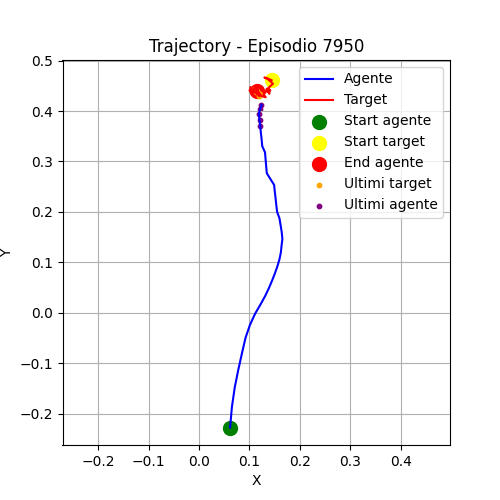 Trajectory - Episodio 7950
Agente
Target
Start agente
Start target
End agente
Ultimi target
Ultimi agente
0.5
0.4
0.3
0.2
0.1
0.0
−0.1
−0.2
Y
−0.2
−0.1
0.0
0.1
0.2
0.3
0.4
X